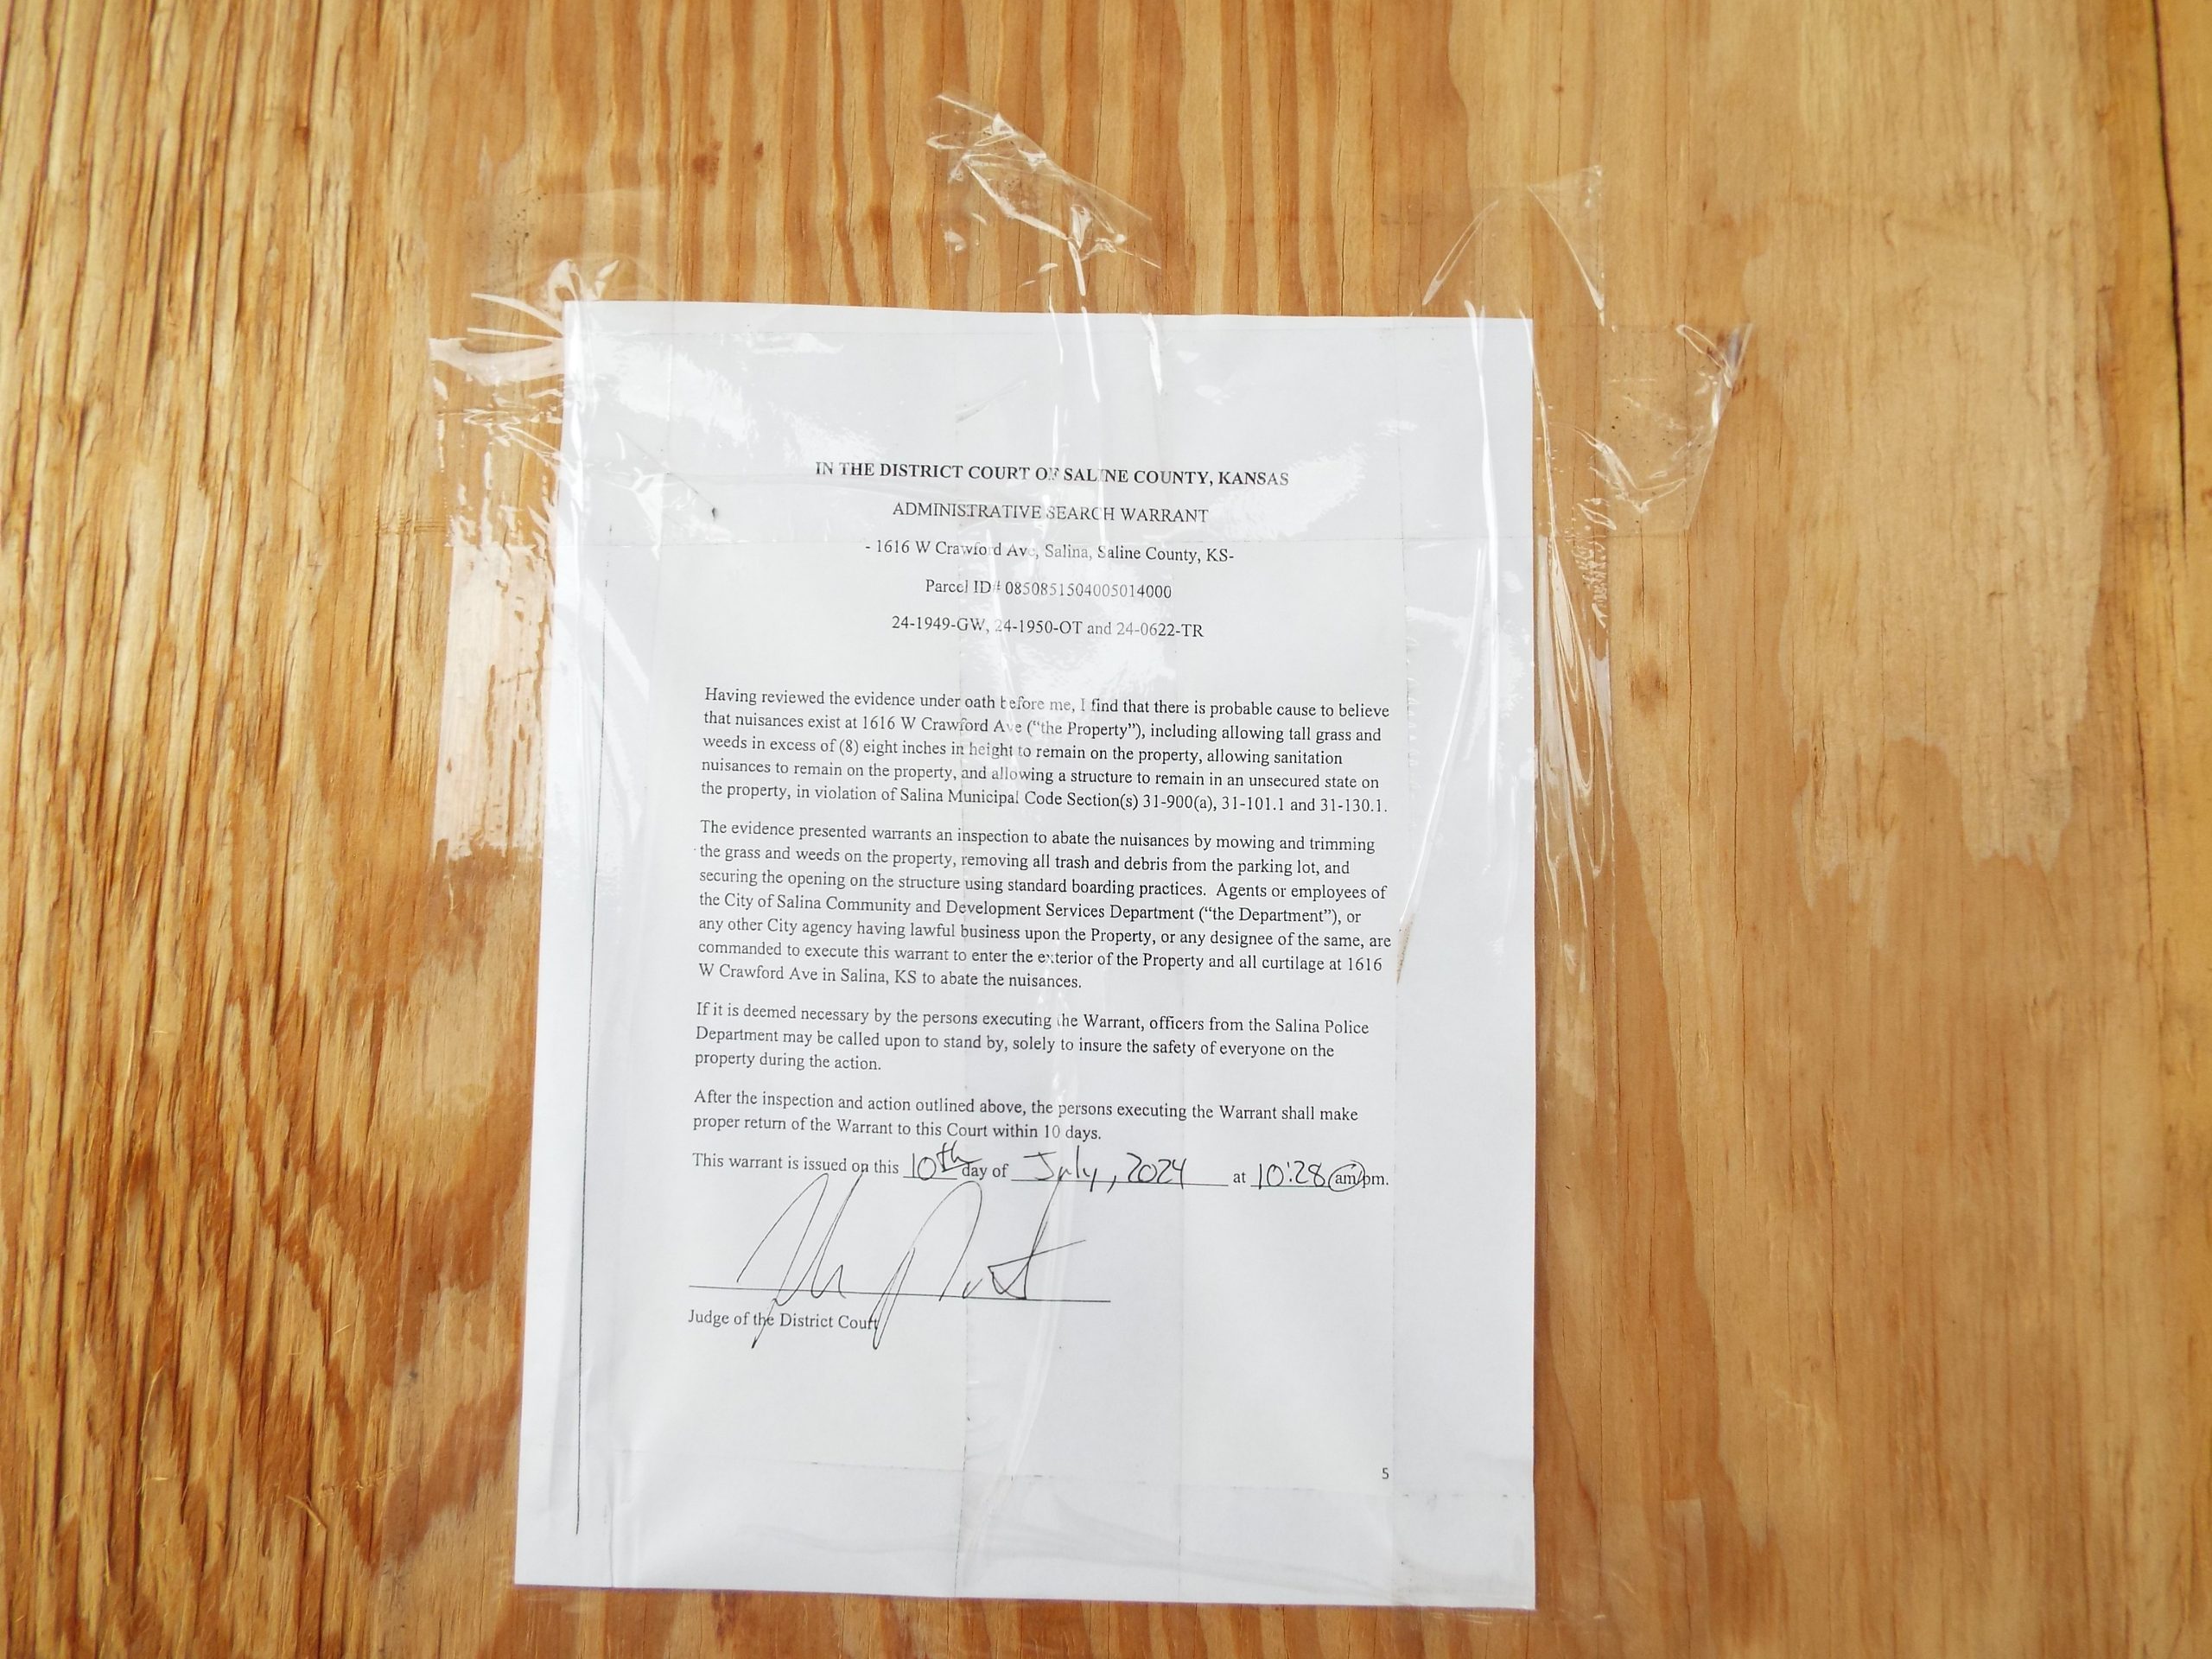 IN THE DISTRICT COURT OF SALINE COUNTY, KANSAS
ADMINISTRATIVE SEARCH WARRANT
- 1616 W Crawford Ave, Salina, Saline County, KS-
Parcel ID# 0850851504005014000
24-1949-GW, 24-1950-OT and 24-0622-TR
Having reviewed the evidence under oath before me, I find that there is probable cause to believe
that nuisances exist at 1616 W Crawford Ave (“the Property”), including allowing tall grass and
weeds in excess of (8) eight inches in height to remain on the property, allowing sanitation
nuisances to remain on the property, and allowing a structure to remain in an unsecured state on
the property, in violation of Salina Municipal Code Section(s) 31-900(a), 31-101.1 and 31-130.1.
The evidence presented warrants an inspection to abate the nuisances by mowing and trimming
the grass and weeds on the property, removing all trash and debris from the parking lot, and
securing the opening on the structure using standard boarding practices. Agents or employees of
the City of Salina Community and Development Services Department (“the Department”), or
any other City agency having lawful business upon the Property, or any designee of the same, are
commanded to execute this warrant to enter the exterior of the Property and all curtilage at 1616
W Crawford Ave in Salina, KS to abate the nuisances.
If it is deemed necessary by the persons executing the Warrant, officers from the Salina Police
Department may be called upon to stand by, solely to insure the safety of everyone on the
property during the action.
After the inspection and action outlined above, the persons executing the Warrant shall make
proper return of the Warrant to this Court within 10 days.
This warrant is issued on this 10th day of July, 2024 at 10:28 am/pm.
Judge of the District Court
5